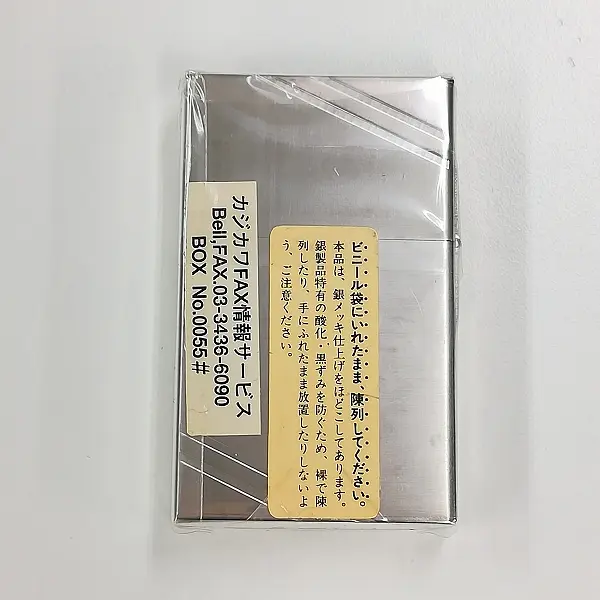 カジカワFAX情報サービス
Bell,FAX.03-3436-6090
BOX No.0055#
ビニール袋にいれたまま、陳列してください。
本品は、銀メッキ仕上げをほどこしてあります。
銀製品特有の酸化・黒ずみを防ぐため、裸で陳
列したり、手にふれたまま放置したりしないよ
う、ご注意ください。